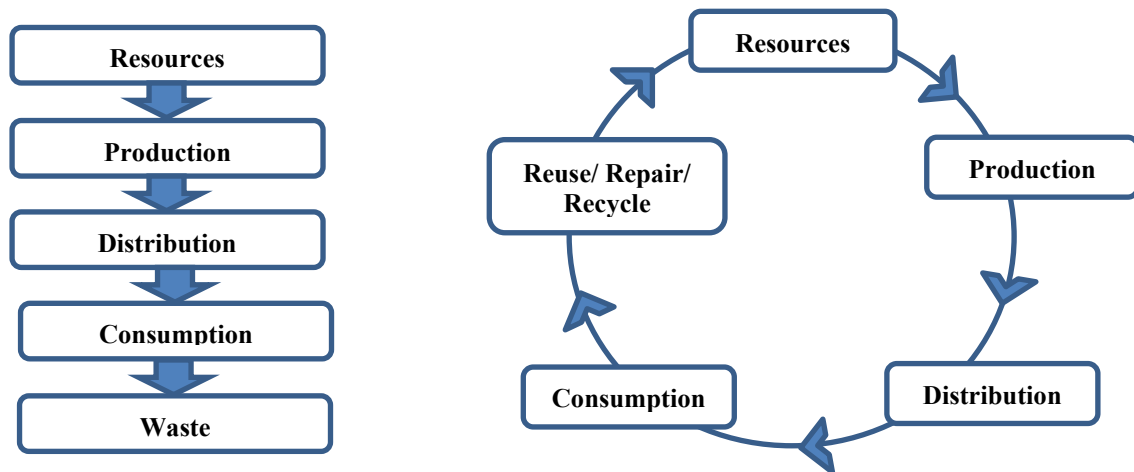 Resources
Production
Distribution
Consumption
Waste
Resources
Production
Distribution
Consumption
Reuse/ Repair/
Recycle